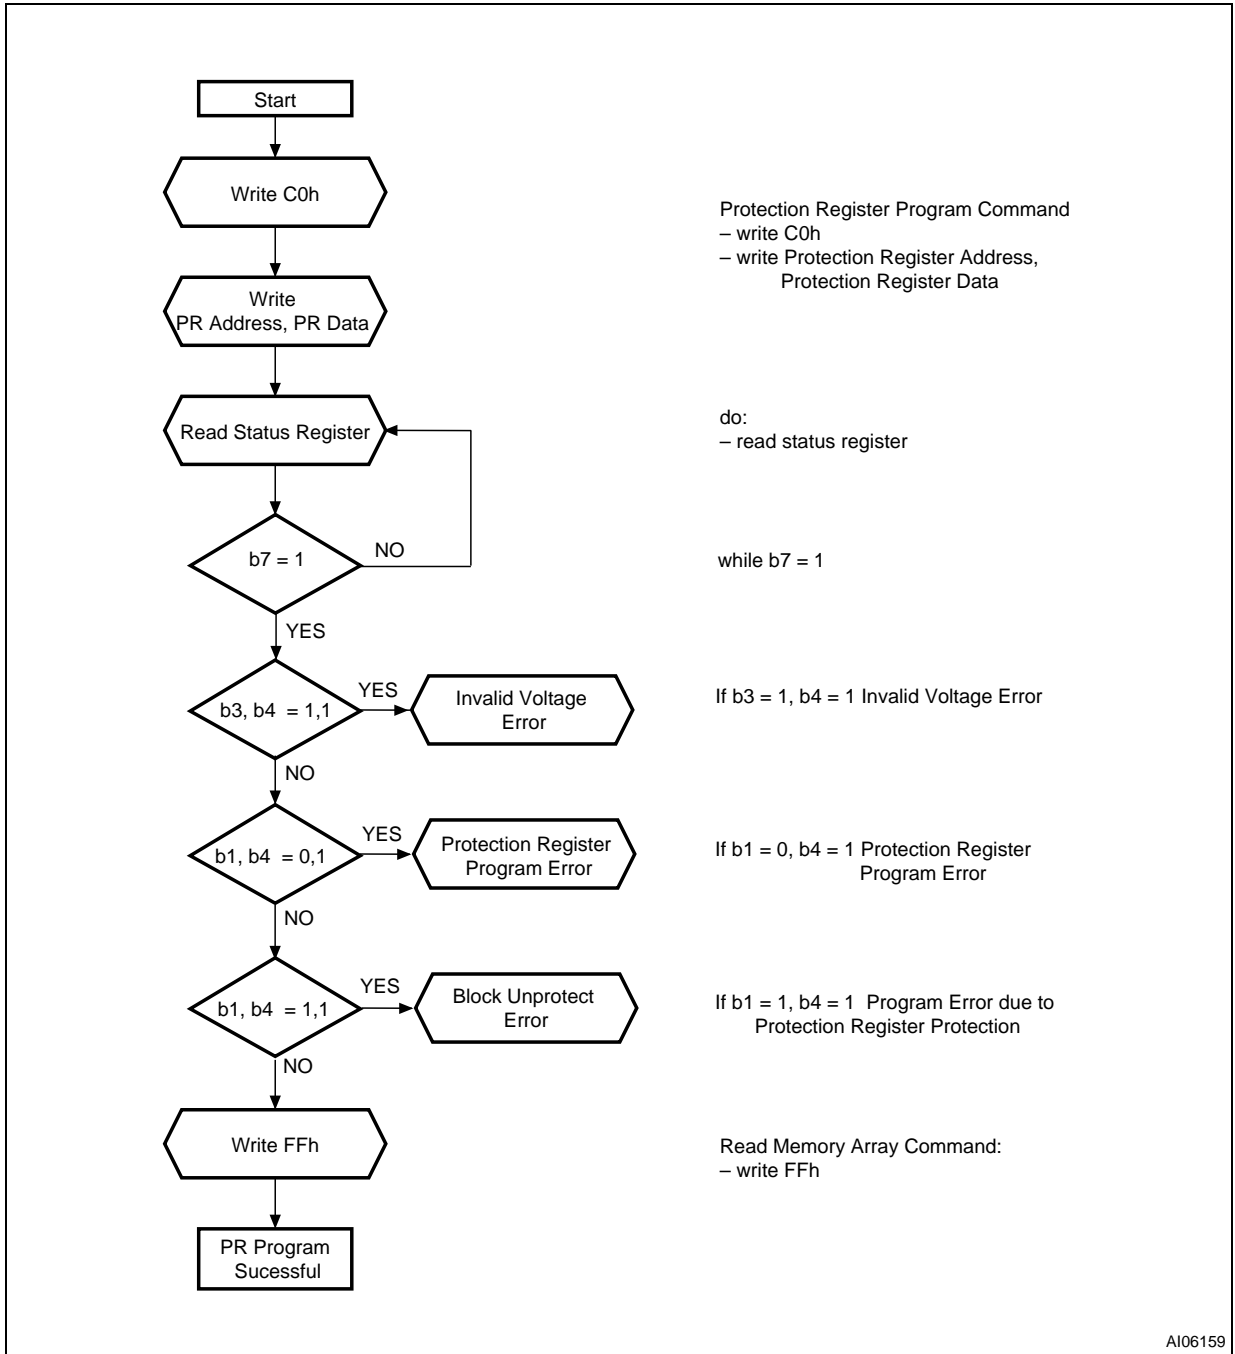 Start
Write C0h
Protection Register Program Command
– write C0h
– write Protection Register Address,
Protection Register Data
Write
PR Address, PR Data
Read Status Register
do:
– read status register
b7 = 1
NO
while b7 = 1
YES
b3, b4 = 1,1
YES
Invalid Voltage
Error
If b3 = 1, b4 = 1 Invalid Voltage Error
NO
b1, b4 = 0,1
YES
Protection Register
Program Error
If b1 = 0, b4 = 1 Protection Register
Program Error
NO
b1, b4 = 1,1
YES
Block Unprotect
Error
If b1 = 1, b4 = 1 Program Error due to
Protection Register Protection
NO
Write FFh
Read Memory Array Command:
– write FFh
PR Program
Sucessful
AI06159